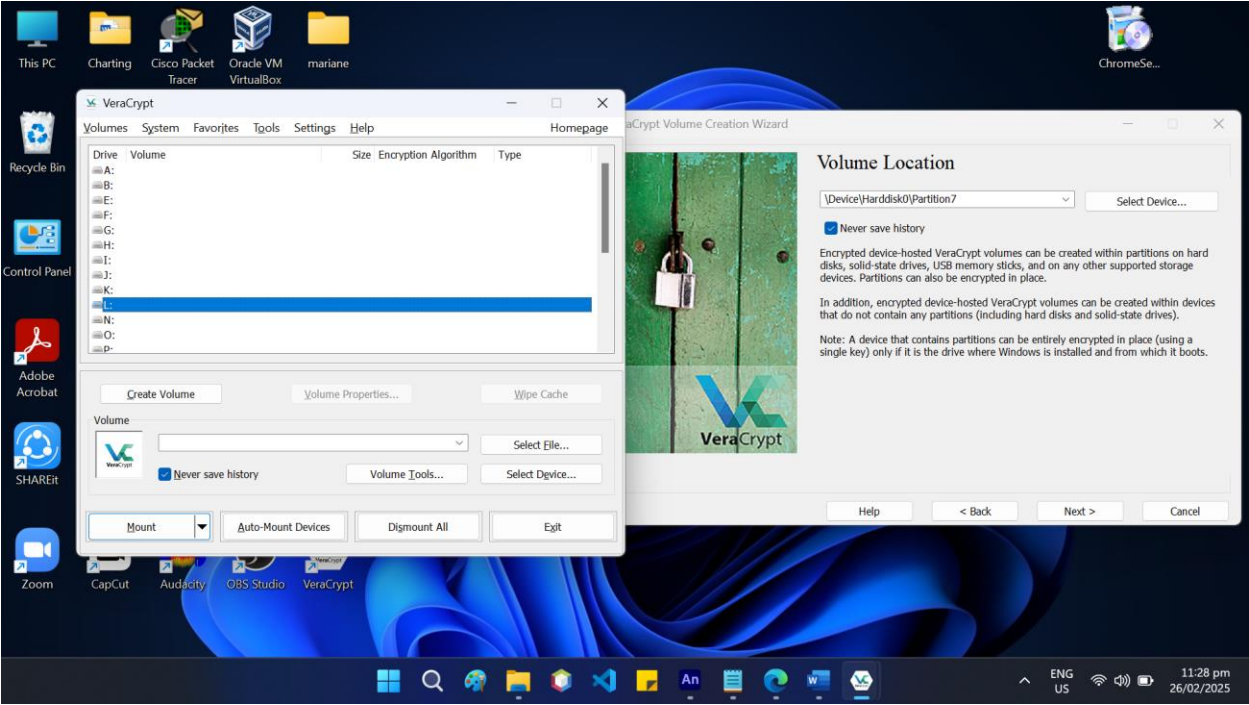 This PC
Charting
Cisco Packet
Tracer
Oracle VM
VirtualBox
mariane
ChromeSe...
Recycle Bin
Control Panel
Adobe
Acrobat
SHAREit
Zoom
CapCut
Audacity
OBS Studio
VeraCrypt
VeraCrypt
VeraCrypt
Volumes System Favorites Tools Settings Help Homepage
Drive Volume Size Encryption Algorithm Type
A:
B:
E:
F:
G:
H:
I:
J:
K:
L:
N:
O:
P:
Create Volume Volume Properties... Wipe Cache
Volume
VeraCrypt
Select File...
Never save history Volume Tools... Select Device...
Mount Auto-Mount Devices Dismount All Exit
aCrypt Volume Creation Wizard
VeraCrypt
Volume Location
\Device\Harddisk0\Partition7 Select Device...
Never save history
Encrypted device-hosted VeraCrypt volumes can be created within partitions on hard
disks, solid-state drives, USB memory sticks, and on any other supported storage
devices. Partitions can also be encrypted in place.
In addition, encrypted device-hosted VeraCrypt volumes can be created within devices
that do not contain any partitions (including hard disks and solid-state drives).
Note: A device that contains partitions can be entirely encrypted in place (using a
single key) only if it is the drive where Windows is installed and from which it boots.
Help < Back Next > Cancel
An
W
ENG
US
11:28 pm
26/02/2025